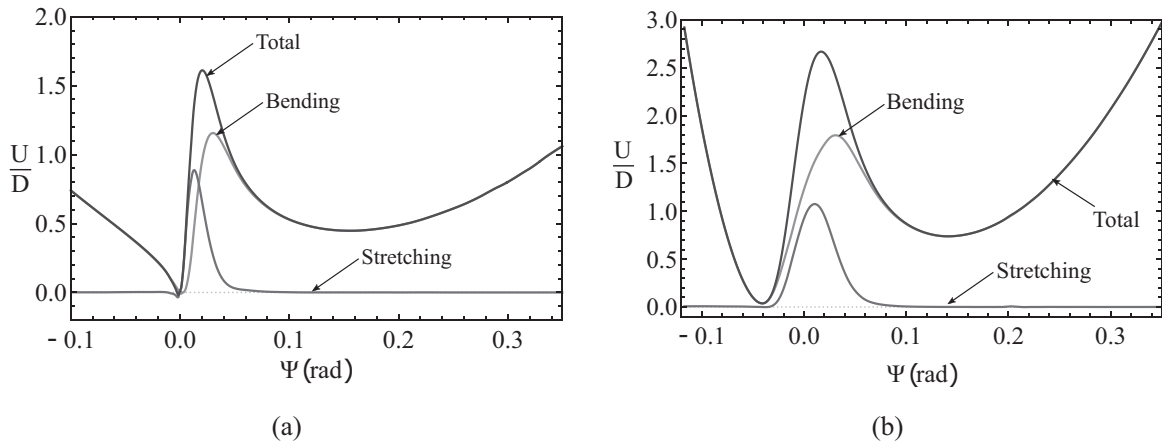 2.0
1.5
1.0
0.5
0.0
U
D
Total
Bending
Stretching
-0.1 0.0 0.1 0.2 0.3
Ψ (rad)
(a)
3.0
2.5
2.0
1.5
1.0
0.5
0.0
U
D
Bending
Total
Stretching
-0.1 0.0 0.1 0.2 0.3
Ψ (rad)
(b)